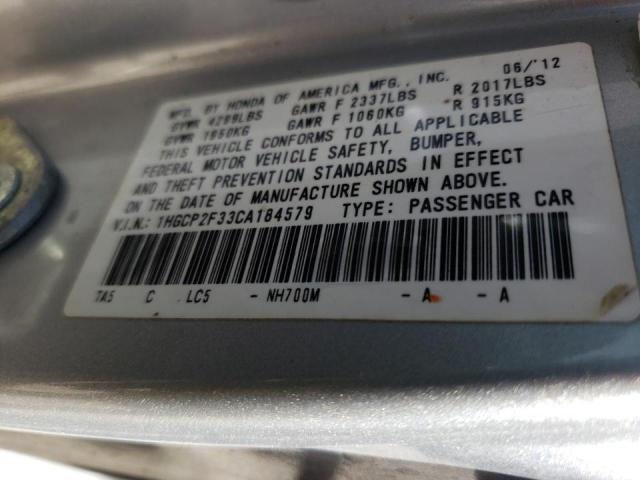 MFD. BY HONDA OF AMERICA MFG., INC. 06/'12
GVWR 4299LBS GAWR F 2337LBS R 2017LBS
GVWR 1950KG GAWR F 1060KG R 915KG
THIS VEHICLE CONFORMS TO ALL APPLICABLE
FEDERAL MOTOR VEHICLE SAFETY, BUMPER,
AND THEFT PREVENTION STANDARDS IN EFFECT
ON THE DATE OF MANUFACTURE SHOWN ABOVE.
V.I.N.: 1HGCP2F33CA184579 TYPE: PASSENGER CAR
TA5 C LC5 - NH700M - A - A